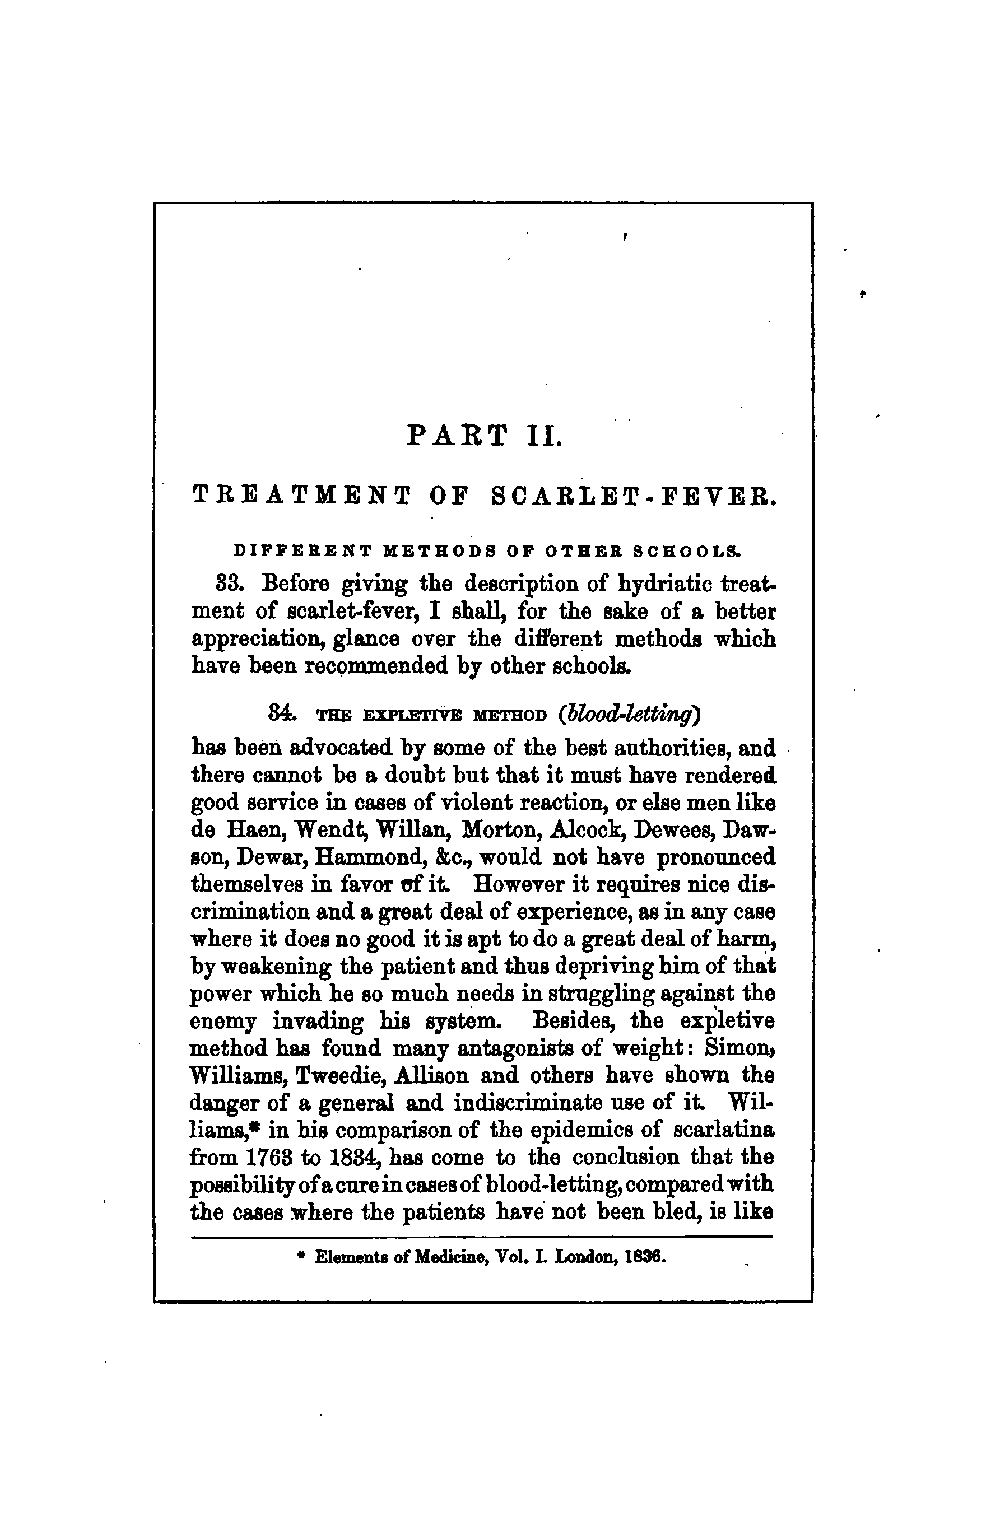 PART II.
TREATMENT OF SCARLET-FEVER.
DIFFERENT METHODS OF OTHER SCHOOLS.
33. Before giving the description of hydriatic treat-
ment of scarlet-fever, I shall, for the sake of a better
appreciation, glance over the different methods which
have been recommended by other schools.
34. THE EXPLETIVE METHOD (blood-letting)
has been advocated by some of the best authorities, and
there cannot be a doubt but that it must have rendered
good service in cases of violent reaction, or else men like
de Haen, Wendt, Willan, Morton, Alcock, Dewees, Daw-
son, Dewar, Hammond, &c., would not have pronounced
themselves in favor of it. However it requires nice dis-
crimination and a great deal of experience, as in any case
where it does no good it is apt to do a great deal of harm,
by weakening the patient and thus depriving him of that
power which he so much needs in struggling against the
enemy invading his system. Besides, the expletive
method has found many antagonists of weight: Simon,
Williams, Tweedie, Allison and others have shown the
danger of a general and indiscriminate use of it. Wil-
liams,* in his comparison of the epidemics of scarlatina
from 1763 to 1834, has come to the conclusion that the
possibility of a cure in cases of blood-letting, compared with
the cases where the patients have not been bled, is like
* Elements of Medicine, Vol. I. London, 1836.